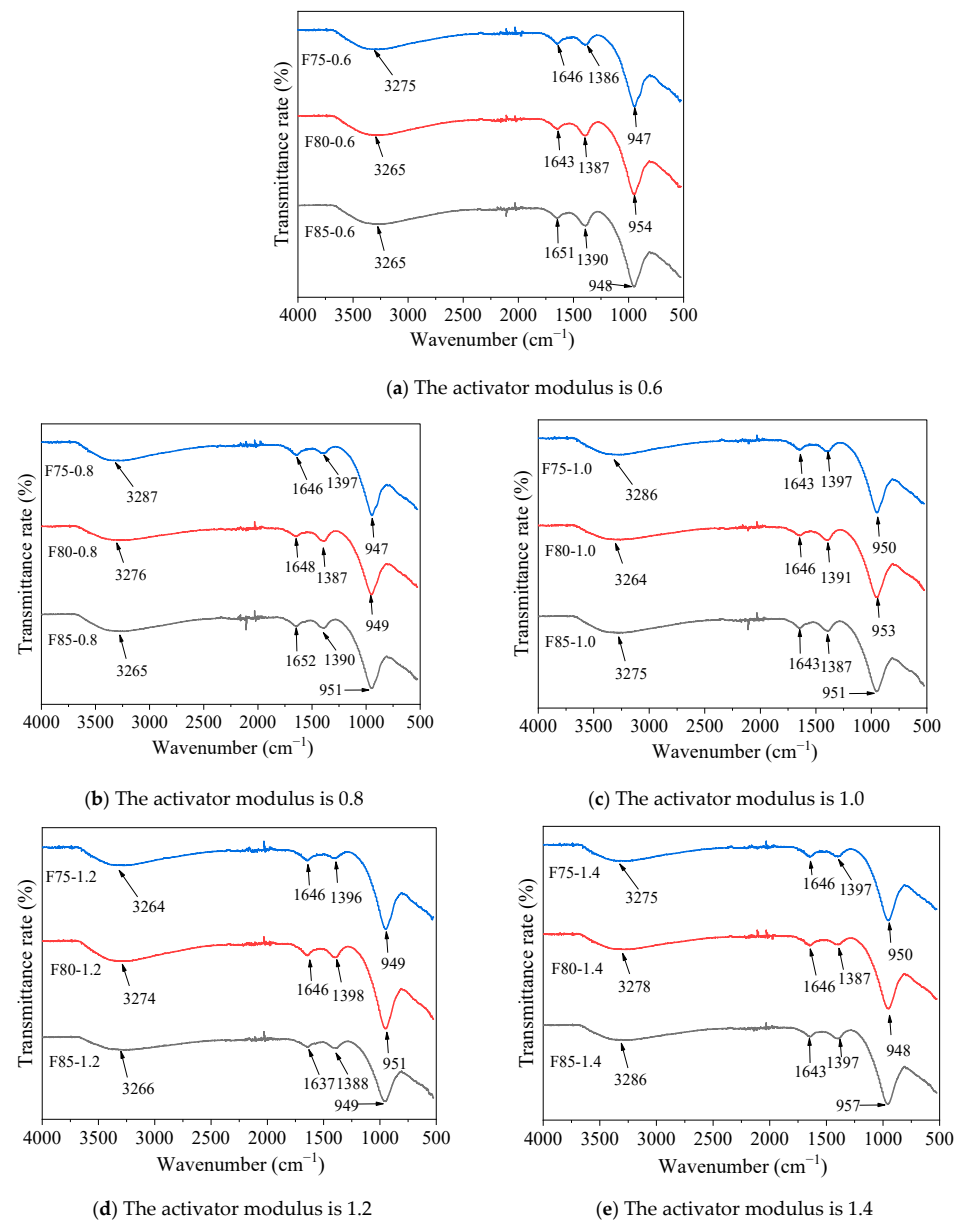 Transmittance rate (%)
F75-0.6
3275
1646
1386
947
F80-0.6
3265
1643
1387
954
F85-0.6
3265
1651
1390
948
4000 3500 3000 2500 2000 1500 1000 500
Wavenumber (cm⁻¹)
(a) The activator modulus is 0.6
Transmittance rate (%)
F75-0.8
3287
1646
1397
947
F80-0.8
3276
1648
1387
949
F85-0.8
3265
1652
1390
951
4000 3500 3000 2500 2000 1500 1000 500
Wavenumber (cm⁻¹)
(b) The activator modulus is 0.8
Transmittance rate (%)
F75-1.0
3286
1643
1397
950
F80-1.0
3264
1646
1391
953
F85-1.0
3275
1643
1387
951
4000 3500 3000 2500 2000 1500 1000 500
Wavenumber (cm⁻¹)
(c) The activator modulus is 1.0
Transmittance rate (%)
F75-1.2
3264
1646
1396
949
F80-1.2
3274
1646
1398
951
F85-1.2
3266
1637
1388
949
4000 3500 3000 2500 2000 1500 1000 500
Wavenumber (cm⁻¹)
(d) The activator modulus is 1.2
Transmittance rate (%)
F75-1.4
3275
1646
1397
950
F80-1.4
3278
1646
1387
948
F85-1.4
3286
1643
1397
957
4000 3500 3000 2500 2000 1500 1000 500
Wavenumber (cm⁻¹)
(e) The activator modulus is 1.4